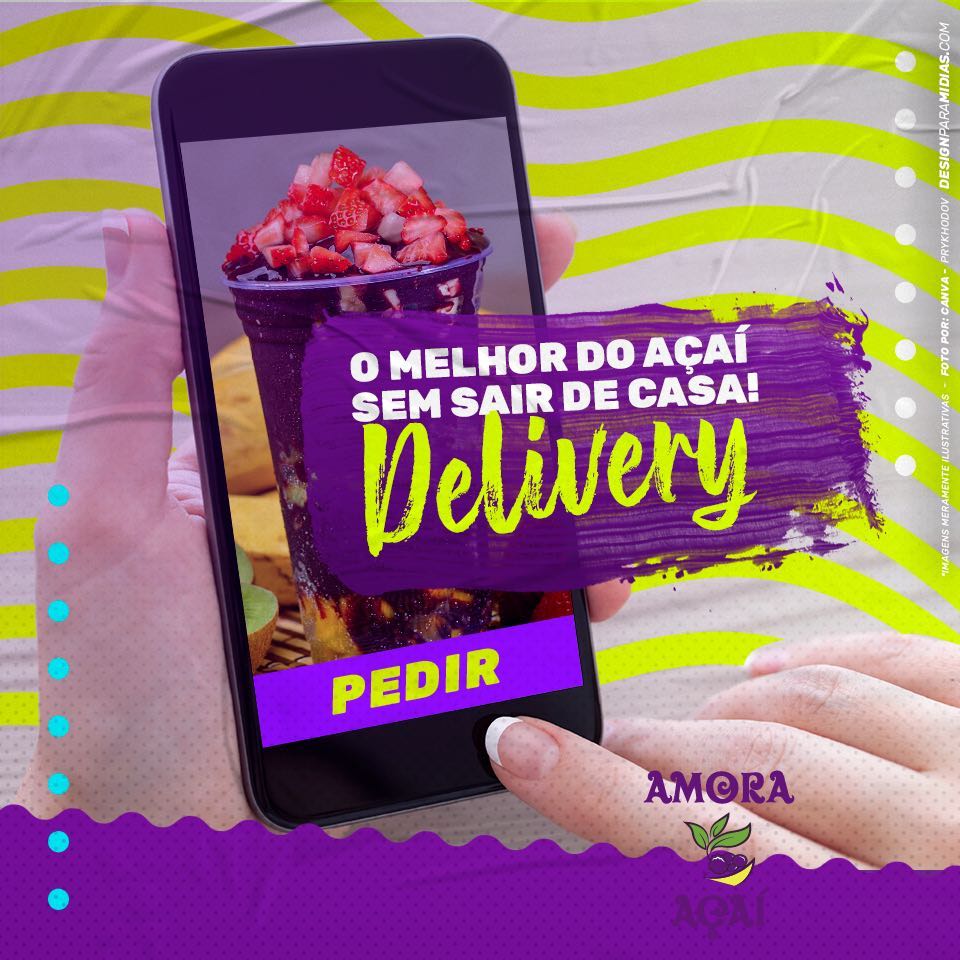 O MELHOR DO AÇAÍ
SEM SAIR DE CASA!
Delivery
PEDIR
AMORA
AÇAÍ
*IMAGENS MERAMENTE ILUSTRATIVAS - FOTO POR: CANVA - PRYKHODOV DESIGNPARAMIDIAS.COM